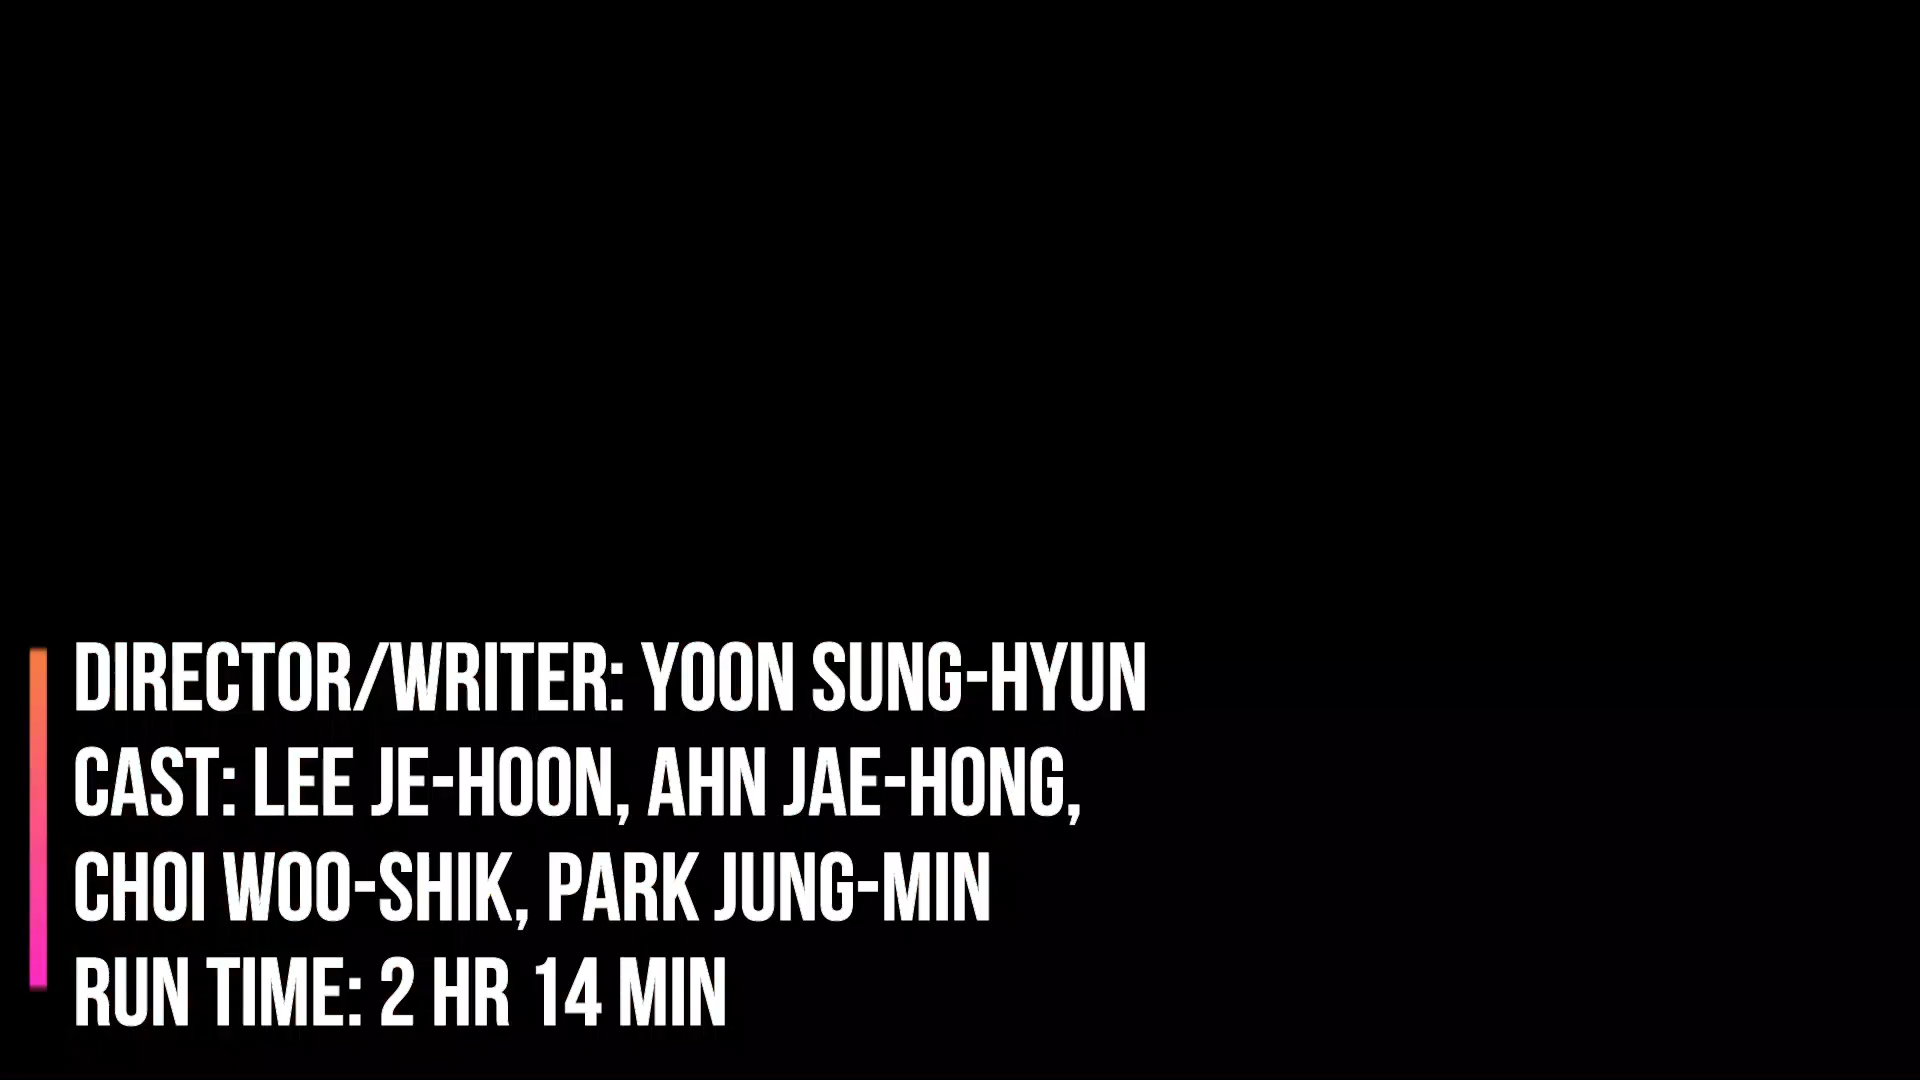 DIRECTOR/WRITER: YOON SUNG-HYUN
CAST: LEE JE-HOON, AHN JAE-HONG,
CHOI WOO-SHIK, PARK JUNG-MIN
RUN TIME: 2 HR 14 MIN